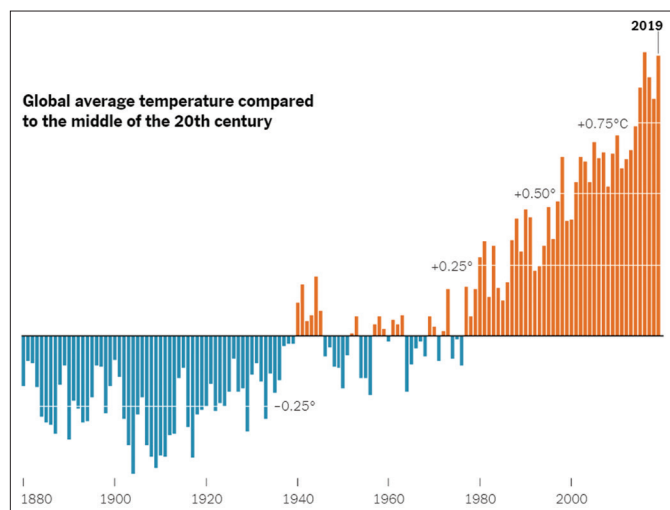 2019
Global average temperature compared
to the middle of the 20th century
+0.75°C
+0.50°
+0.25°
−0.25°
1880 1900 1920 1940 1960 1980 2000